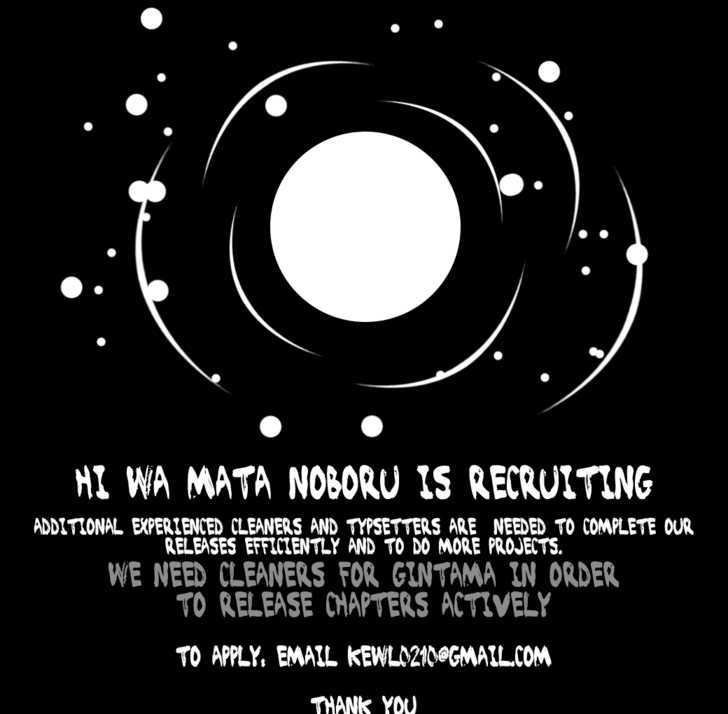 HI WA MATA NOBORU IS RECRUITING
ADDITIONAL EXPERIENCED CLEANERS AND TYPSETTERS ARE NEEDED TO COMPLETE OUR
RELEASES EFFICIENTLY AND TO DO MORE PROJECTS.
WE NEED CLEANERS FOR GINTAMA IN ORDER
TO RELEASE CHAPTERS ACTIVELY
TO APPLY: EMAIL KEWL0210@GMAIL.COM
THANK YOU